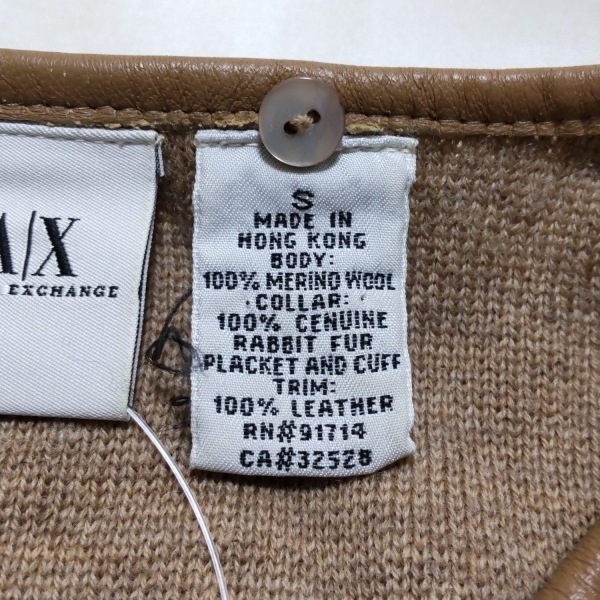 A/X
EXCHANGE
S
MADE IN
HONG KONG
BODY:
100% MERINO WOOL
COLLAR:
100% CENUINE
RABBIT FUR
PLACKET AND CUFF
TRIM:
100% LEATHER
RN#91714
CA#32528